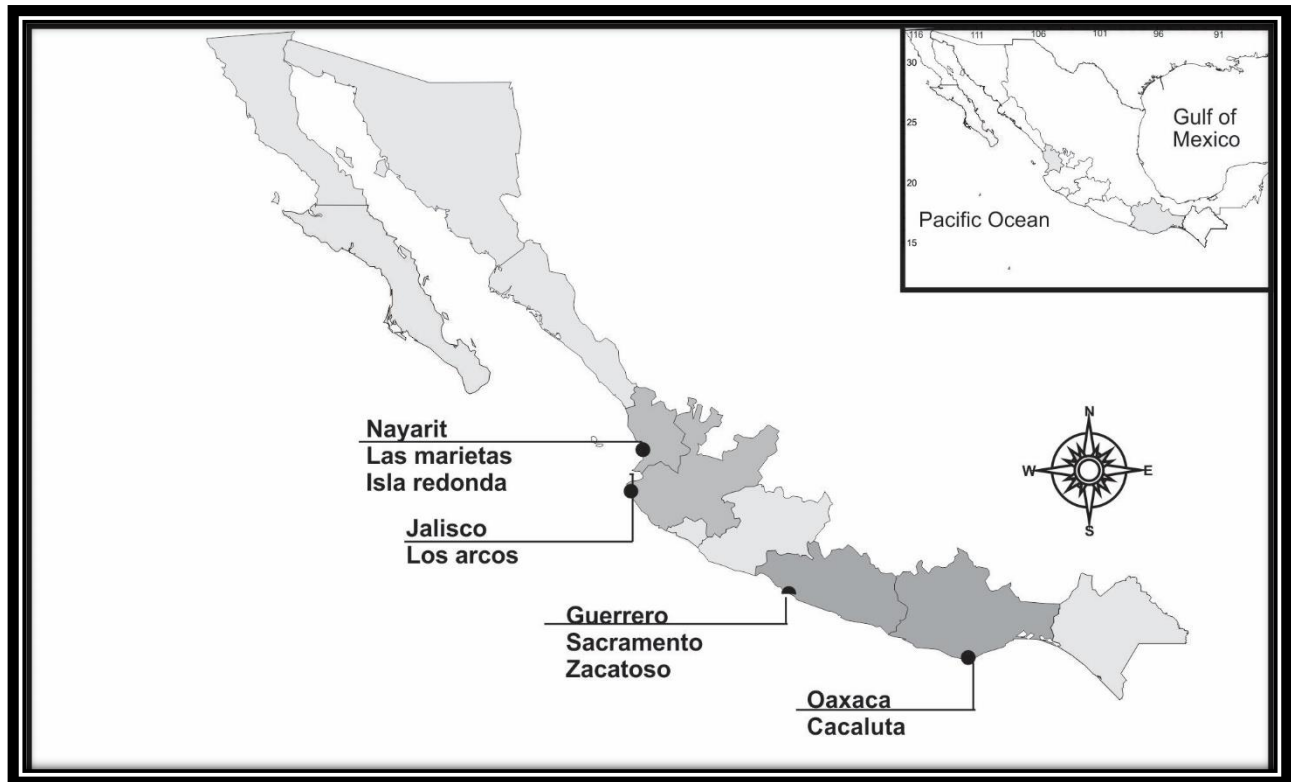 116 111 106 101 96 91
30
25
20
15
Gulf of
Mexico
Pacific Ocean
Nayarit
Las marietas
Isla redonda
Jalisco
Los arcos
N
W E
S
Guerrero
Sacramento
Zacatoso
Oaxaca
Cacaluta